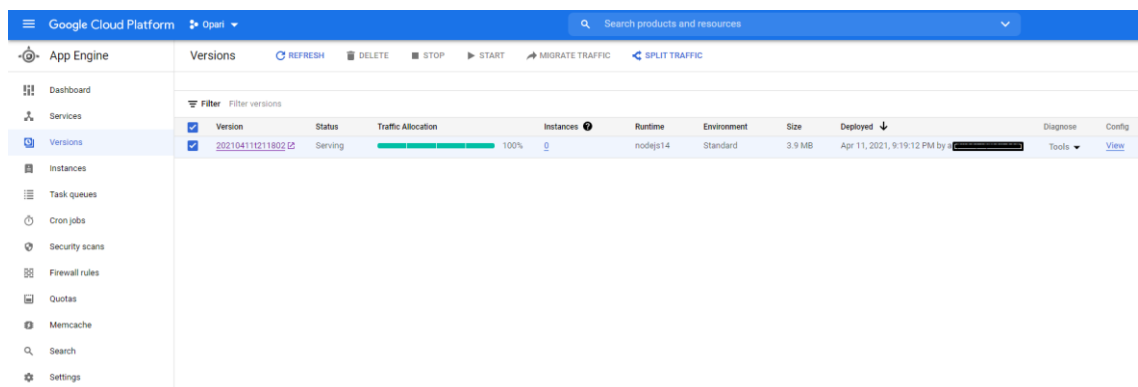 Google Cloud Platform Opari Search products and resources
App Engine Versions REFRESH DELETE STOP START MIGRATE TRAFFIC SPLIT TRAFFIC
Dashboard
Filter Filter versions
Services
Version Status Traffic Allocation Instances Runtime Environment Size Deployed Diagnose Config
Versions 20210411t211802 Serving 100% 0 nodejs14 Standard 3.9 MB Apr 11, 2021, 9:19:12 PM by a Tools View
Instances
Task queues
Cron jobs
Security scans
Firewall rules
Quotas
Memcache
Search
Settings